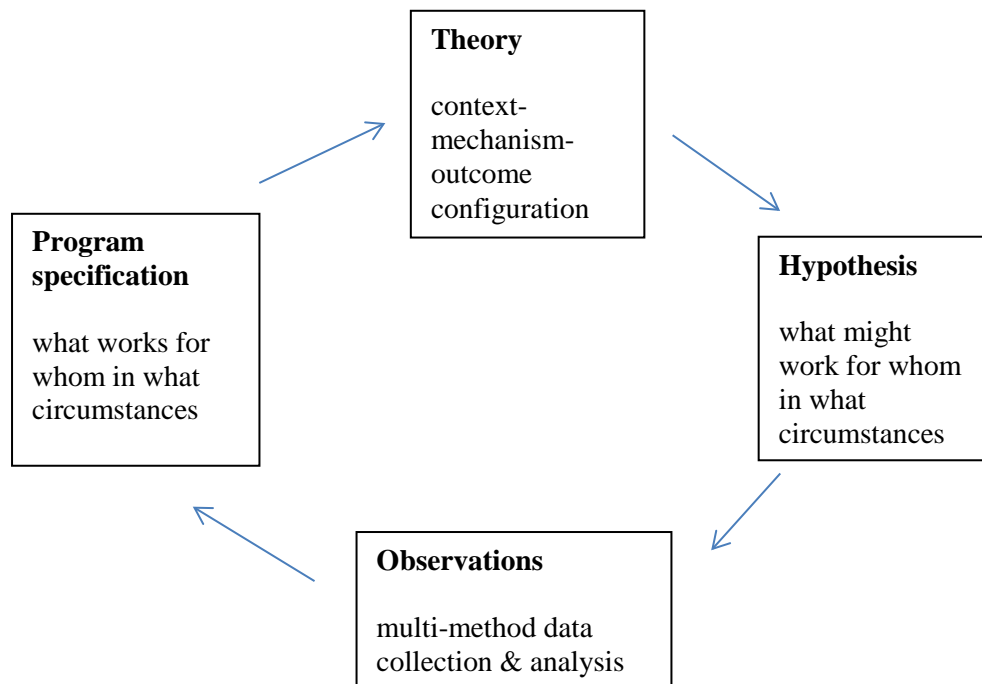 Theory
context-
mechanism-
outcome
configuration
Hypothesis
what might
work for whom
in what
circumstances
Observations
multi-method data
collection & analysis
Program
specification
what works for
whom in what
circumstances